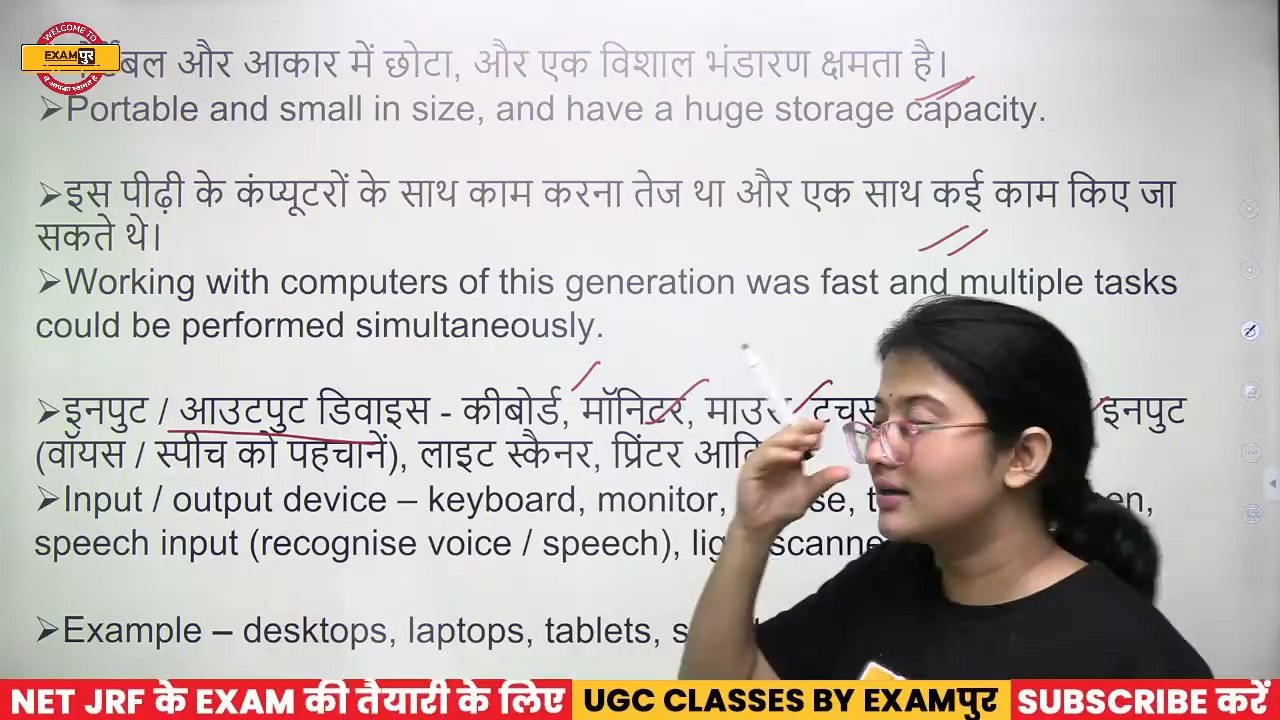 WELCOME TO
EXAMपुर
बल और आकार में छोटा, और एक विशाल भंडारण क्षमता है।
➢Portable and small in size, and have a huge storage capacity.
➢इस पीढ़ी के कंप्यूटरों के साथ काम करना तेज था और एक साथ कई काम किए जा
सकते थे।
➢Working with computers of this generation was fast and multiple tasks
could be performed simultaneously.
➢इनपुट / आउटपुट डिवाइस - कीबोर्ड, मॉनिटर, इनपुट
(वॉयस / स्पीच को पहचानें), लाइट स्कैनर, प्रिंटर
➢Input / output device – keyboard, monitor,
speech input (recognise voice / speech),
➢Example – desktops, laptops, tablets,
NET JRF के EXAM की तैयारी के लिए UGC CLASSES BY EXAMपुर SUBSCRIBE करें